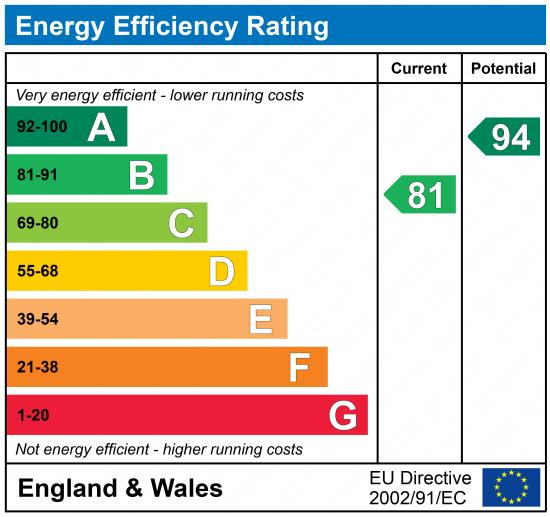 Energy Efficiency Rating
Current Potential
Very energy efficient - lower running costs
92-100 A
94
81-91 B
81
69-80 C
55-68 D
39-54 E
21-38 F
1-20 G
Not energy efficient - higher running costs
England & Wales
EU Directive
2002/91/EC